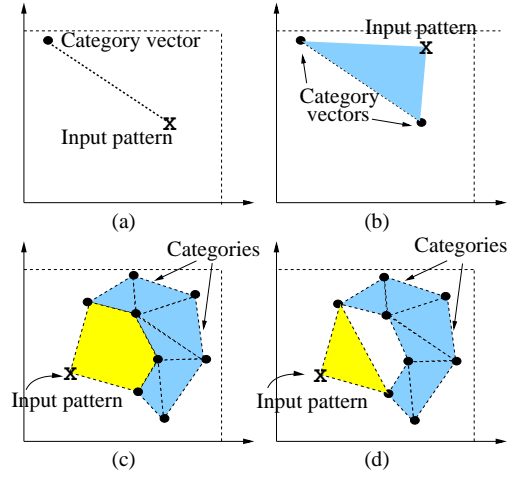 Category vector
x
Input pattern
(a)
Input pattern
x
Category
vectors
(b)
Categories
x
Input pattern
(c)
Categories
x
Input pattern
(d)